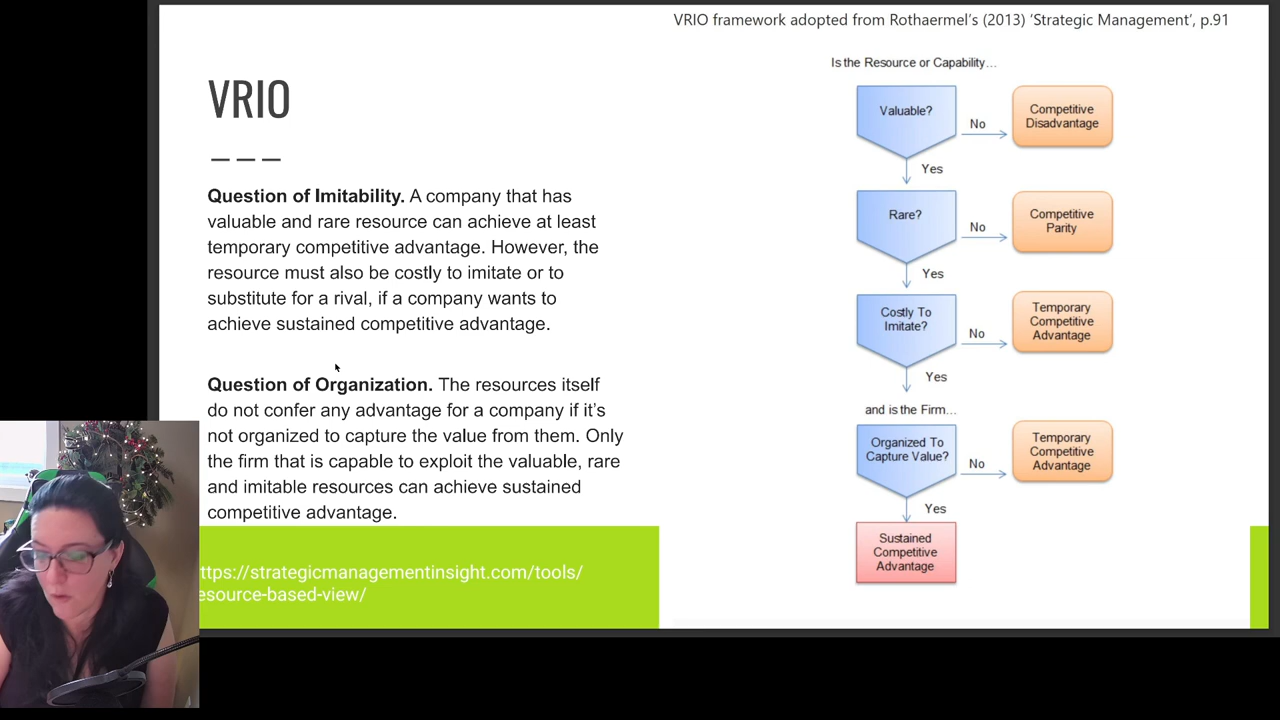 VRIO framework adopted from Rothaermel's (2013) 'Strategic Management', p.91
VRIO
Question of Imitability. A company that has
valuable and rare resource can achieve at least
temporary competitive advantage. However, the
resource must also be costly to imitate or to
substitute for a rival, if a company wants to
achieve sustained competitive advantage.
Question of Organization. The resources itself
do not confer any advantage for a company if it's
not organized to capture the value from them. Only
the firm that is capable to exploit the valuable, rare
and imitable resources can achieve sustained
competitive advantage.
ttps://strategicmanagementinsight.com/tools/
esource-based-view/
Is the Resource or Capability...
Valuable?
No
Competitive
Disadvantage
Yes
Rare?
No
Competitive
Parity
Yes
Costly To
Imitate?
No
Temporary
Competitive
Advantage
Yes
and is the Firm...
Organized To
Capture Value?
No
Temporary
Competitive
Advantage
Yes
Sustained
Competitive
Advantage